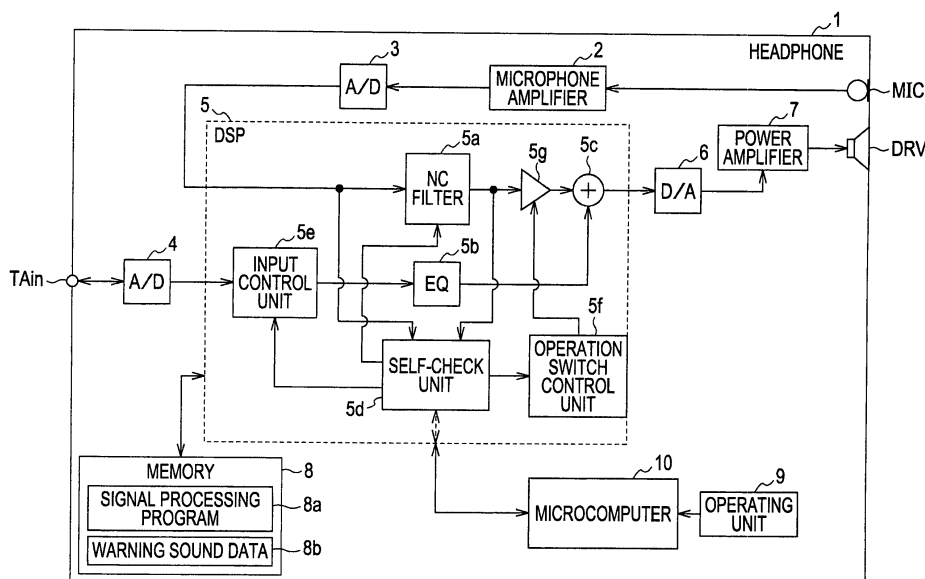 1
HEADPHONE
3
A/D
2
MICROPHONE
AMPLIFIER
MIC
5
DSP
5a
NC
FILTER
5g
5c
7
POWER
AMPLIFIER
DRV
6
D/A
4
A/D
TAin
5e
INPUT
CONTROL
UNIT
5b
EQ
5f
OPERATION
SWITCH
CONTROL
UNIT
SELF-CHECK
UNIT
5d
MEMORY
8
SIGNAL PROCESSING
PROGRAM
8a
WARNING SOUND DATA
8b
10
MICROCOMPUTER
9
OPERATING
UNIT